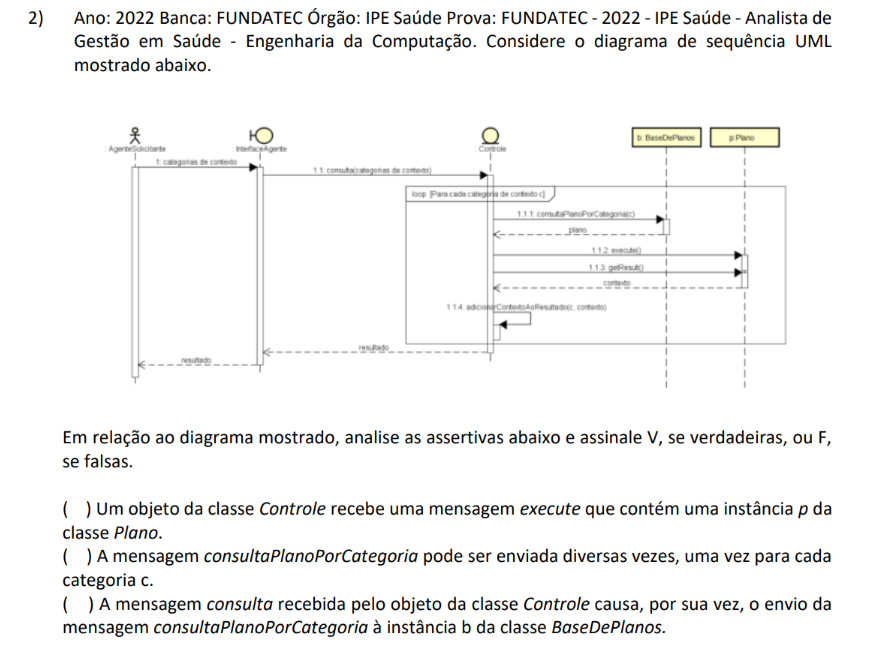 2) Ano: 2022 Banca: FUNDATEC Órgão: IPE Saúde Prova: FUNDATEC - 2022 - IPE Saúde - Analista de
Gestão em Saúde - Engenharia da Computação. Considere o diagrama de sequência UML
mostrado abaixo.
AgenteSolicitante
: InterfaceAgente
: Controle
b: BaseDePlanos
p:Plano
1: categorias de contexto
1.1: consulta(categorias de contexto)
loop [Para cada categoria de contexto c]
1.1.1: consultaPlanoPorCategoria(c)
plano
1.1.2: execute()
1.1.3: getResult()
contexto
1.1.4: adicionarContextoAoResultado(c, contexto)
resultado
resultado
Em relação ao diagrama mostrado, analise as assertivas abaixo e assinale V, se verdadeiras, ou F,
se falsas.
( ) Um objeto da classe Controle recebe uma mensagem execute que contém uma instância p da
classe Plano.
( ) A mensagem consultaPlanoPorCategoria pode ser enviada diversas vezes, uma vez para cada
categoria c.
( ) A mensagem consulta recebida pelo objeto da classe Controle causa, por sua vez, o envio da
mensagem consultaPlanoPorCategoria à instância b da classe BaseDePlanos.